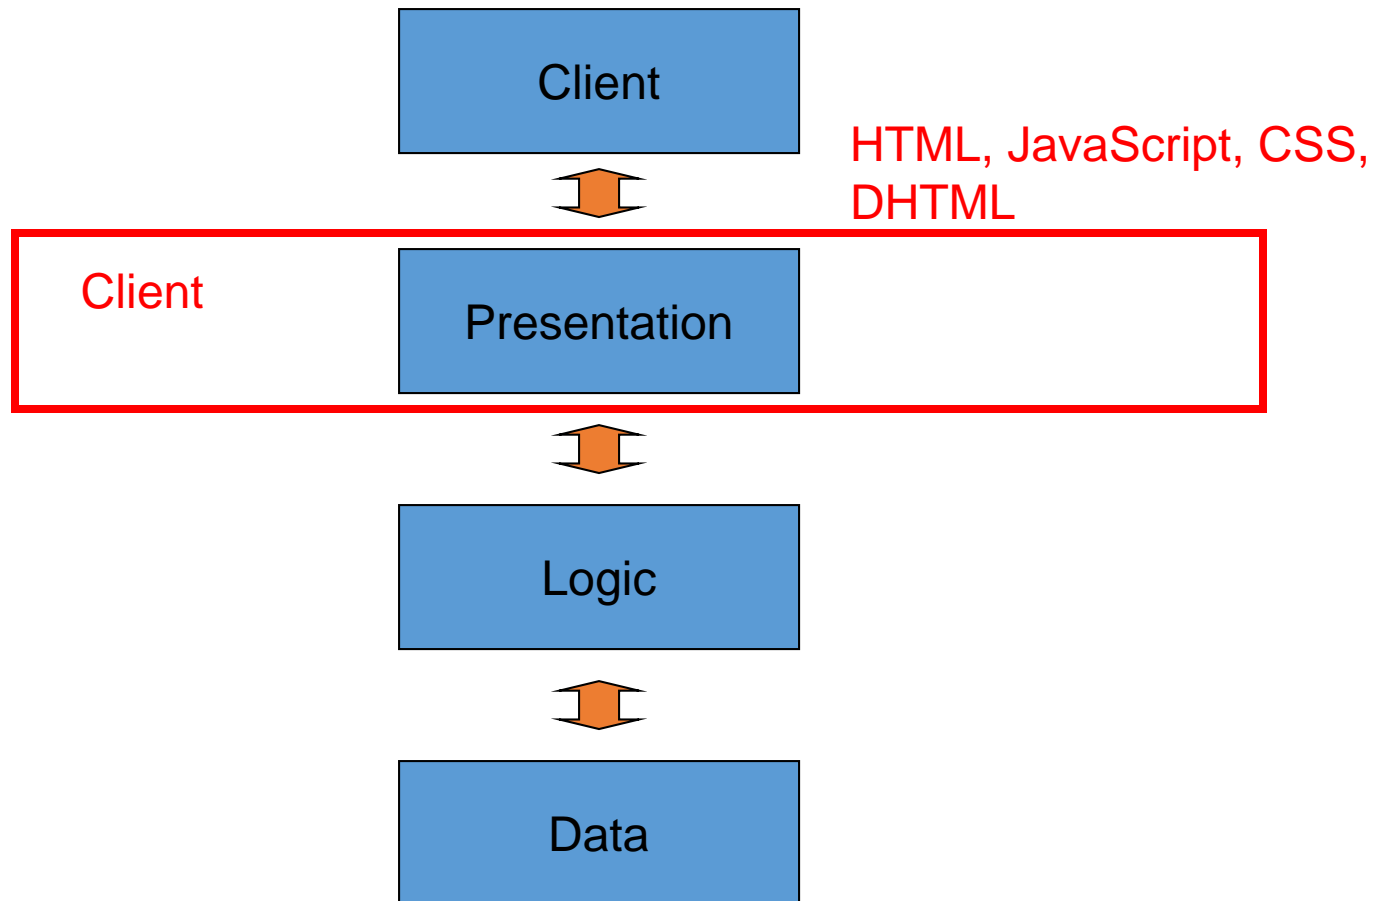 Client
HTML, JavaScript, CSS,
DHTML
Client
Presentation
Logic
Data